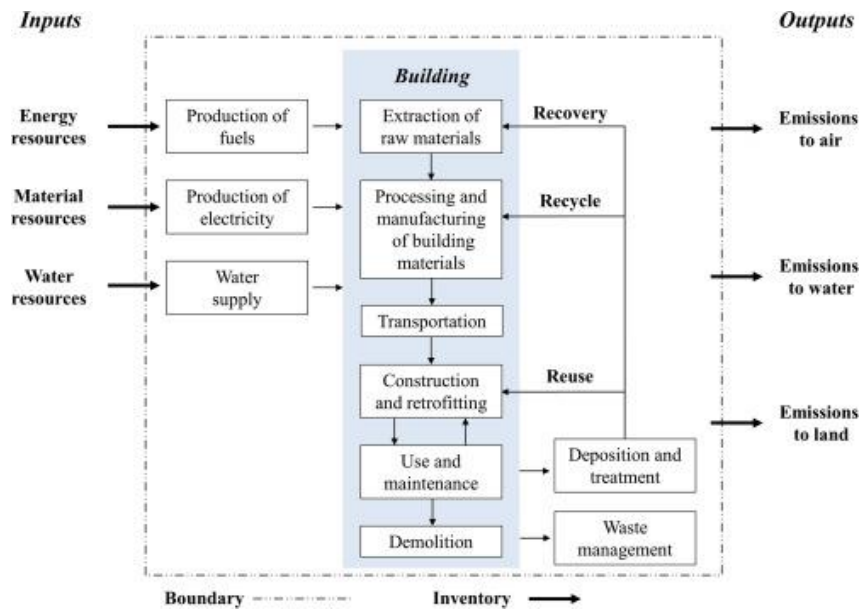 Inputs
Outputs
Building
Energy
resources
Production of
fuels
Extraction of
raw materials
Recovery
Emissions
to air
Material
resources
Production of
electricity
Processing and
manufacturing
of building
materials
Recycle
Water
resources
Water
supply
Emissions
to water
Transportation
Construction
and retrofitting
Reuse
Emissions
to land
Use and
maintenance
Deposition and
treatment
Demolition
Waste
management
Boundary
Inventory